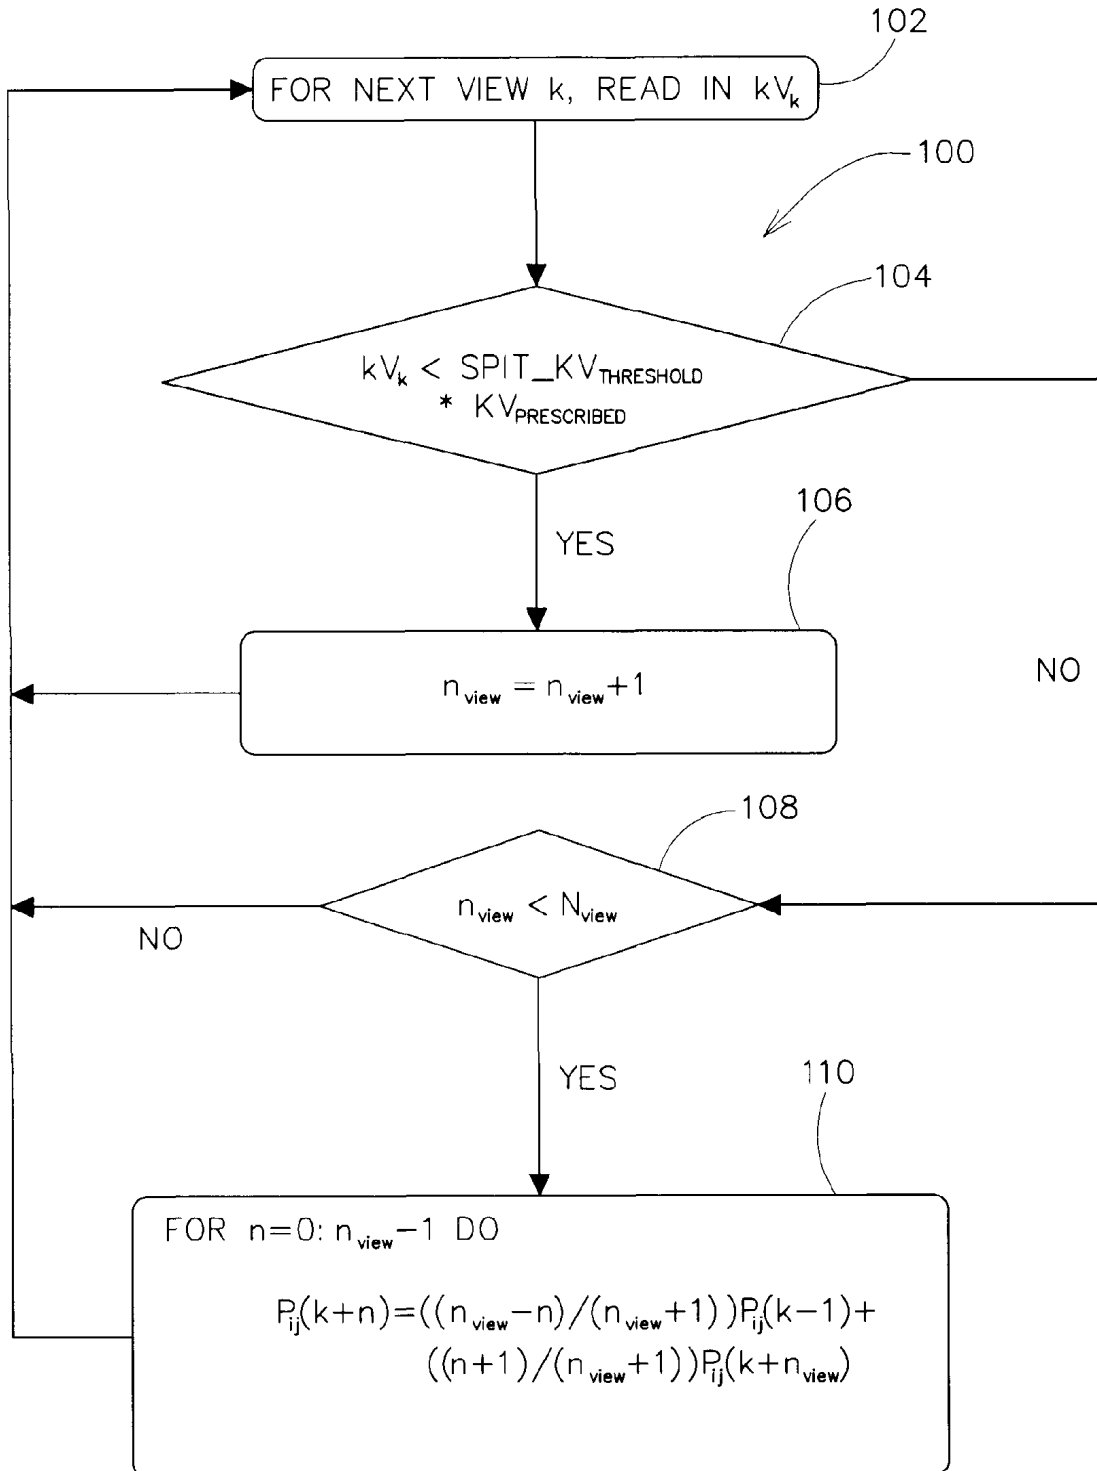 102
FOR NEXT VIEW k, READ IN kVₖ
100
104
kVₖ < SPIT_KV_THRESHOLD
* KV_PRESCRIBED
106
YES
n_view = n_view+1
NO
108
n_view < N_view
NO
YES
110
FOR n=0: n_view−1 DO
P_ij(k+n)=((n_view−n)/(n_view+1))P_ij(k−1)+
((n+1)/(n_view+1))P_ij(k+n_view)